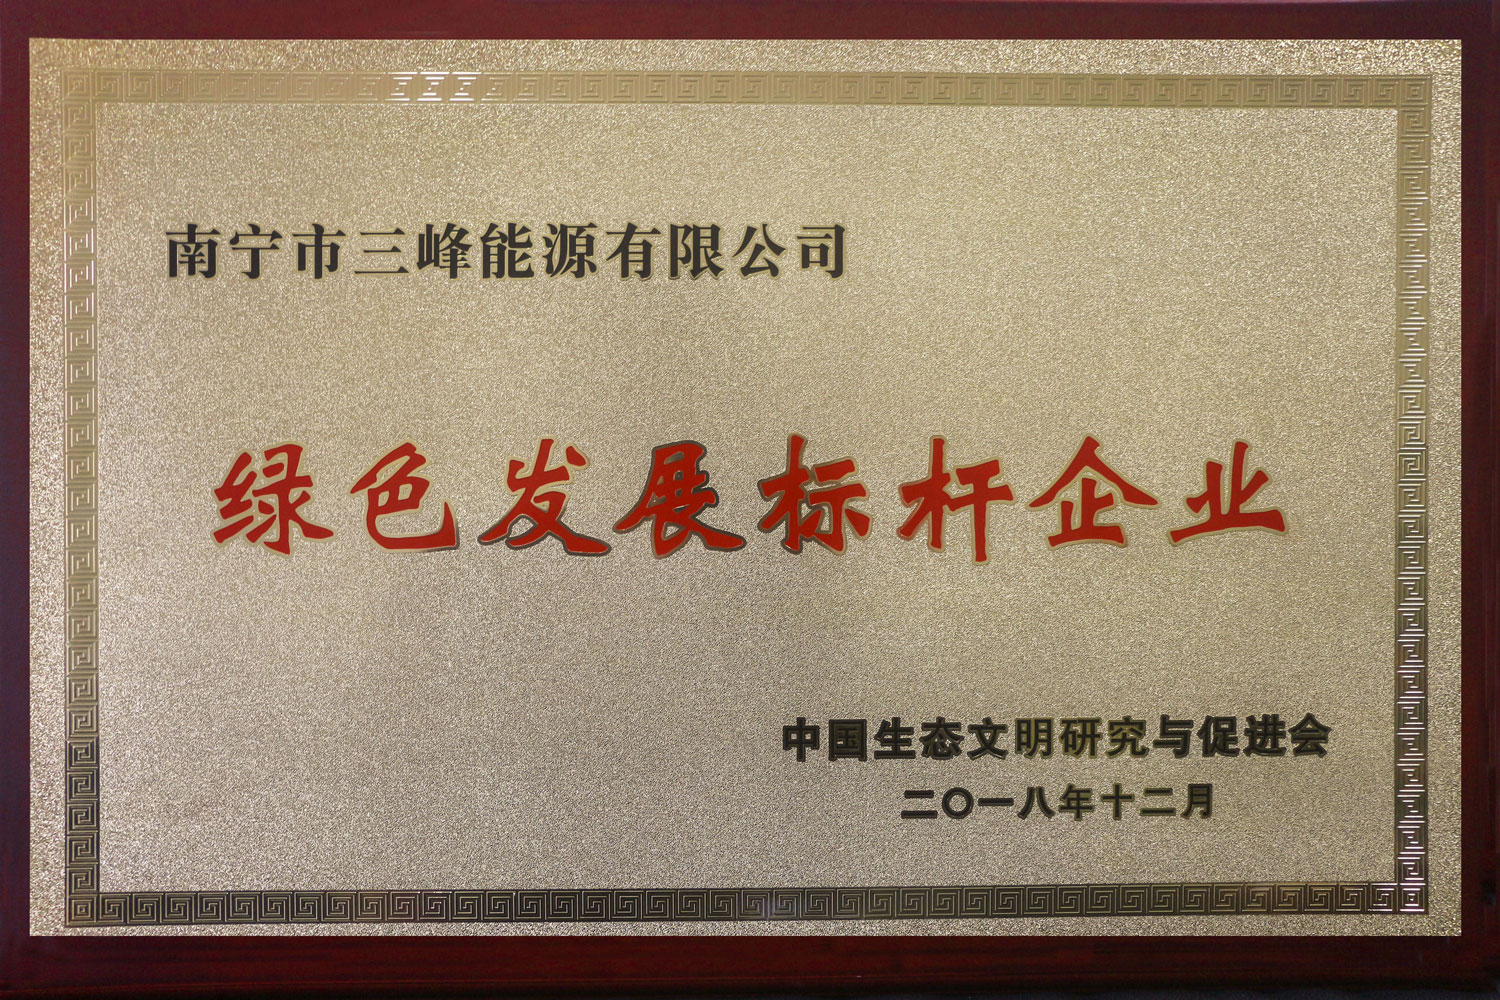 南宁市三峰能源有限公司
绿色发展标杆企业
中国生态文明研究与促进会
二〇一八年十二月